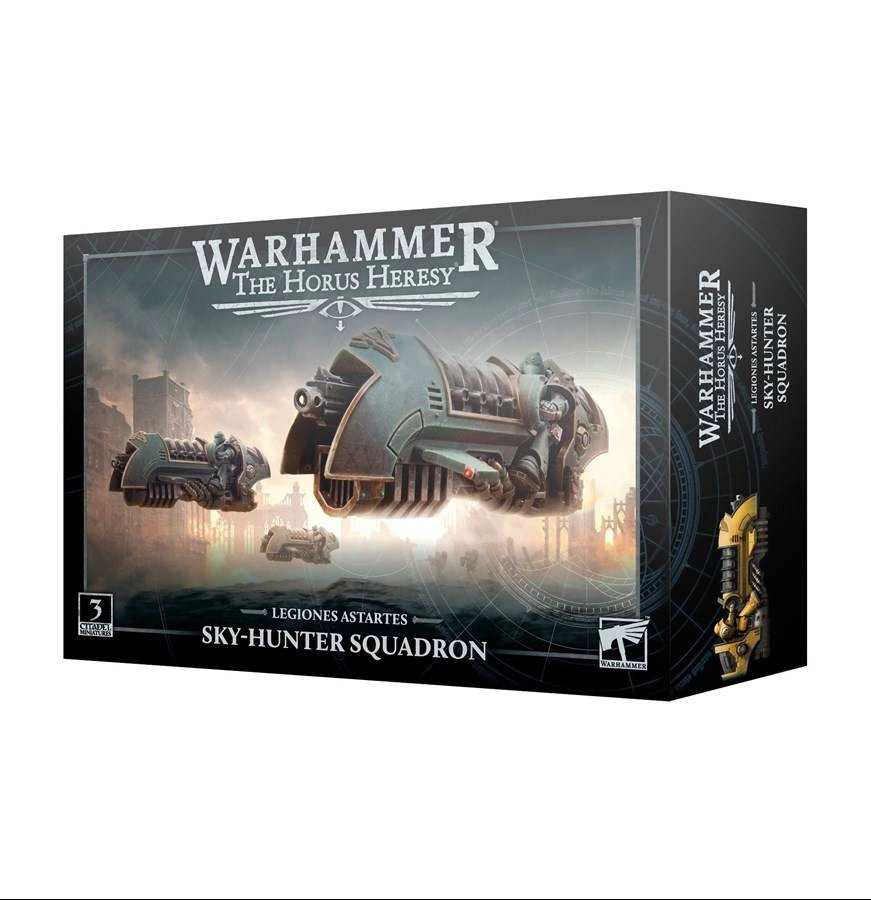 WARHAMMER
THE HORUS HERESY
3
CITADEL
MINIATURES
LEGIONES ASTARTES
SKY-HUNTER SQUADRON
WARHAMMER
WARHAMMER
THE HORUS HERESY
LEGIONES ASTARTES
SKY-HUNTER
SQUADRON